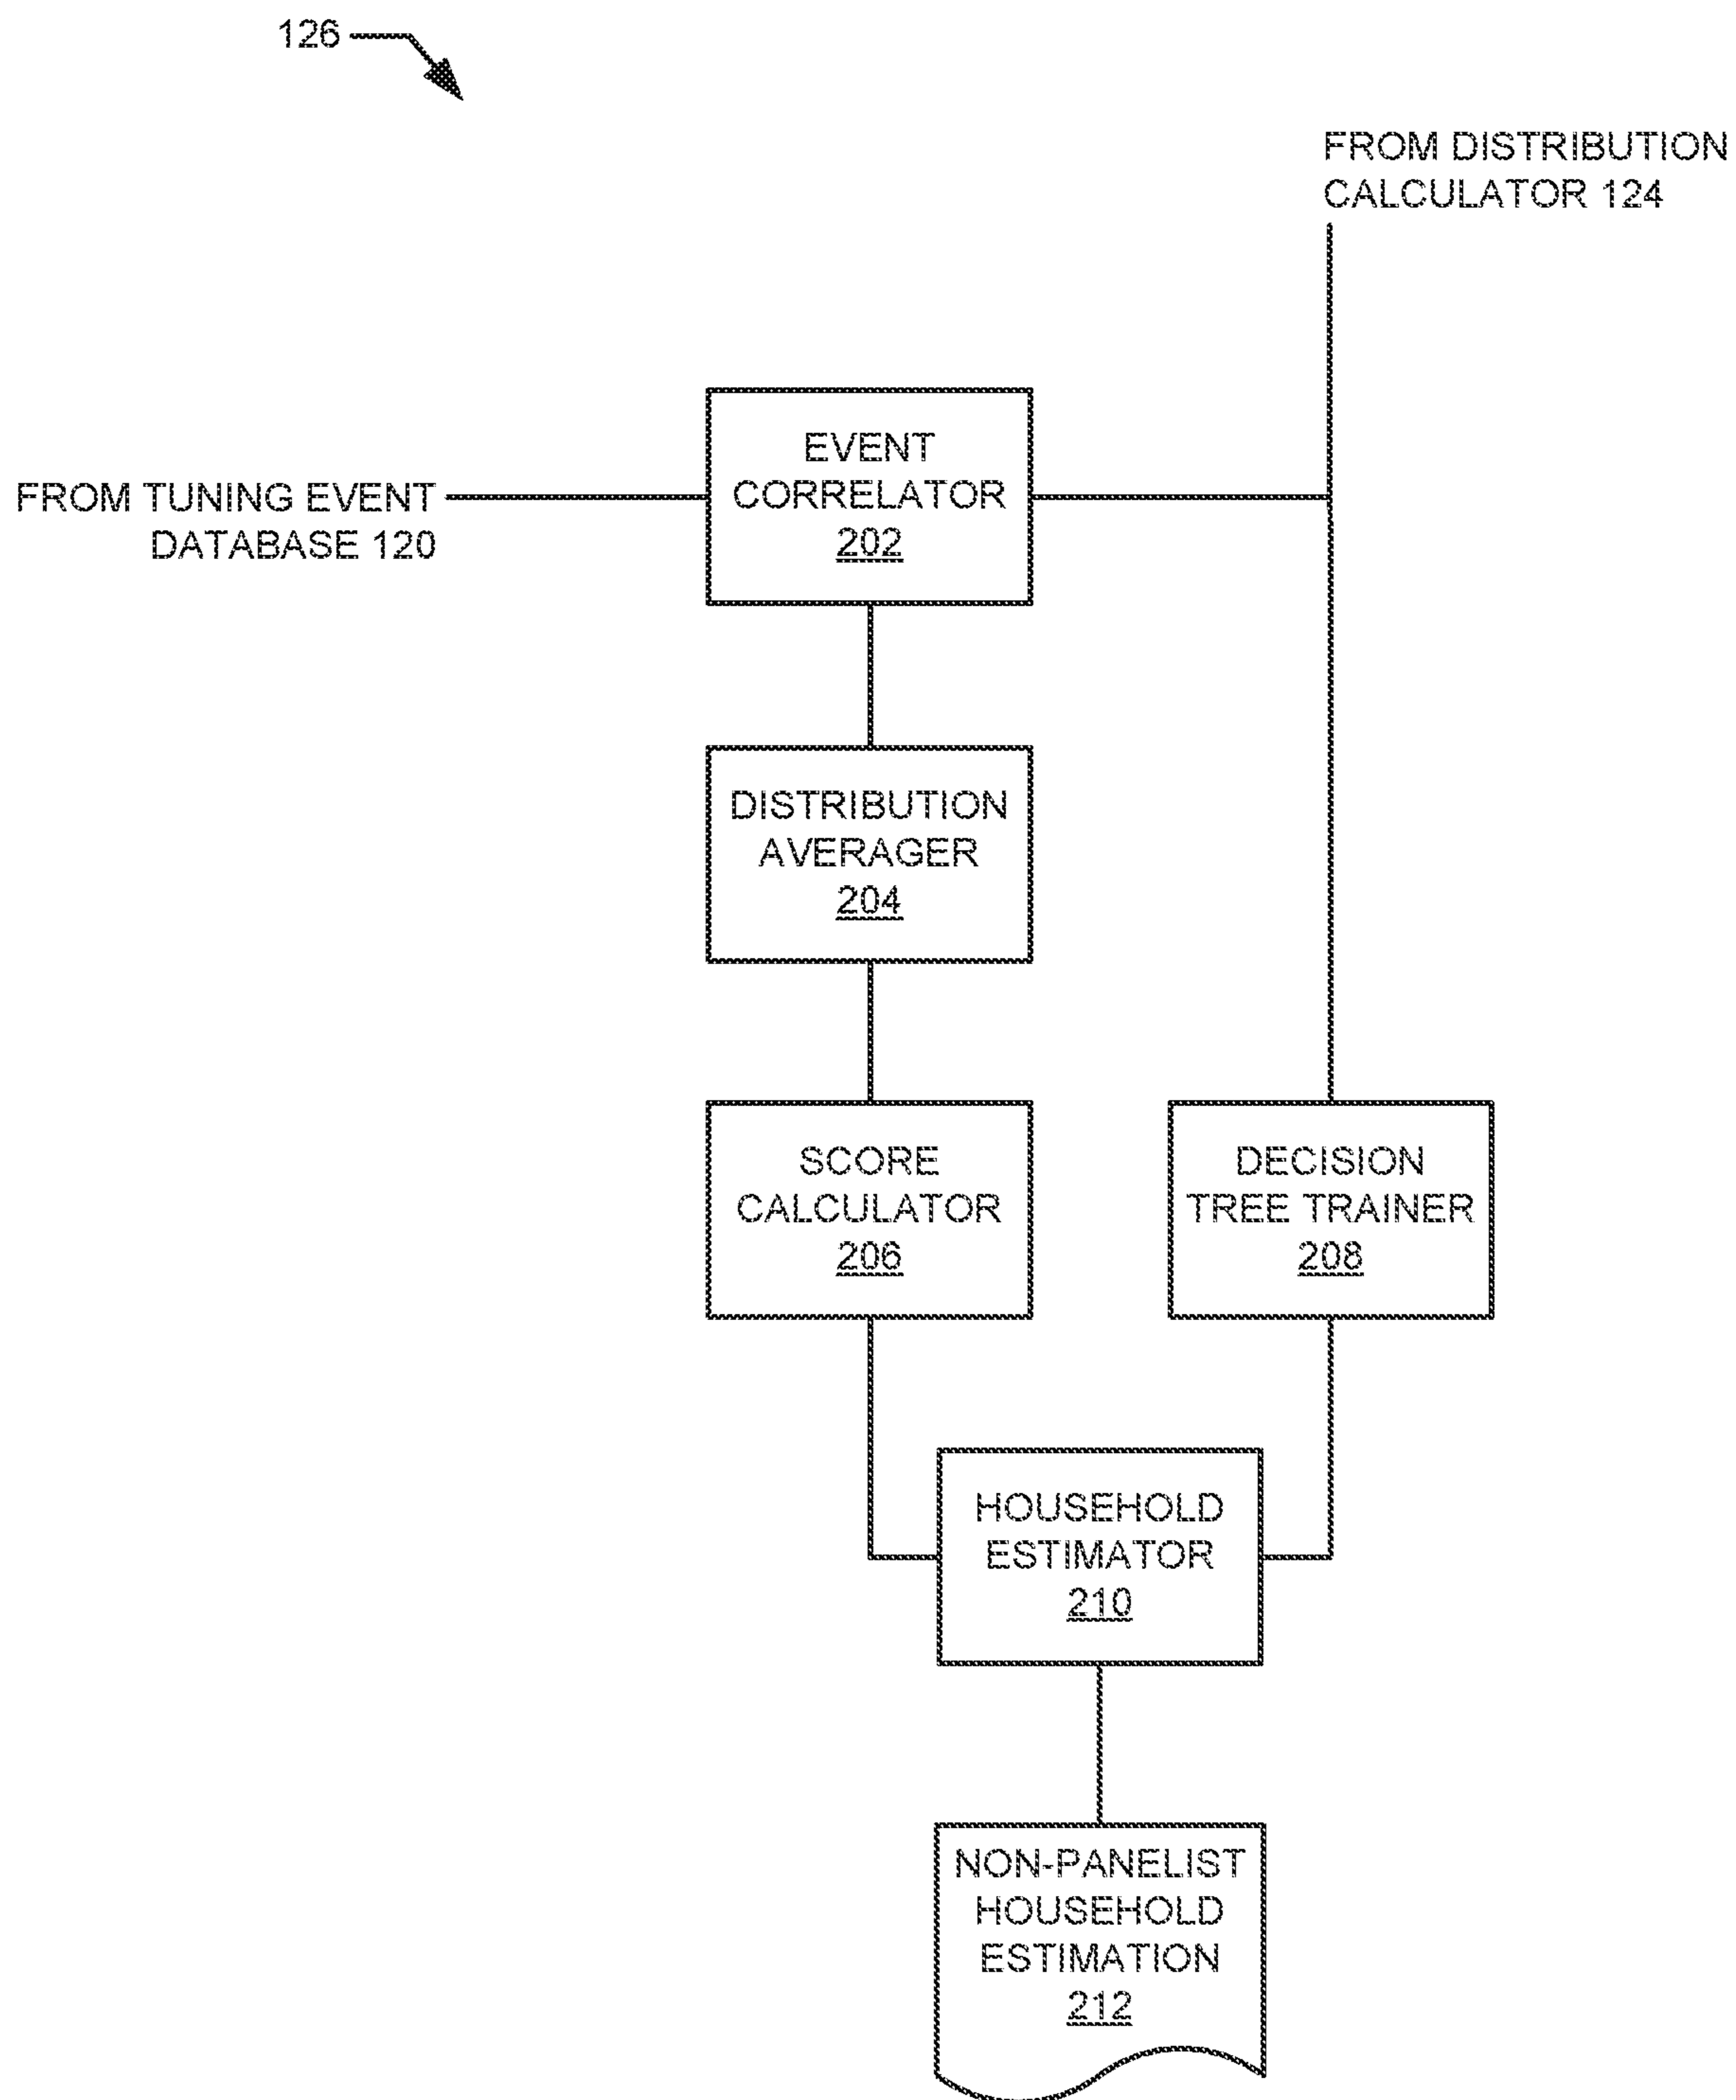 126
FROM DISTRIBUTION
CALCULATOR 124
EVENT
CORRELATOR
202
FROM TUNING EVENT
DATABASE 120
DISTRIBUTION
AVERAGER
204
SCORE
CALCULATOR
206
DECISION
TREE TRAINER
208
HOUSEHOLD
ESTIMATOR
210
NON-PANELIST
HOUSEHOLD
ESTIMATION
212